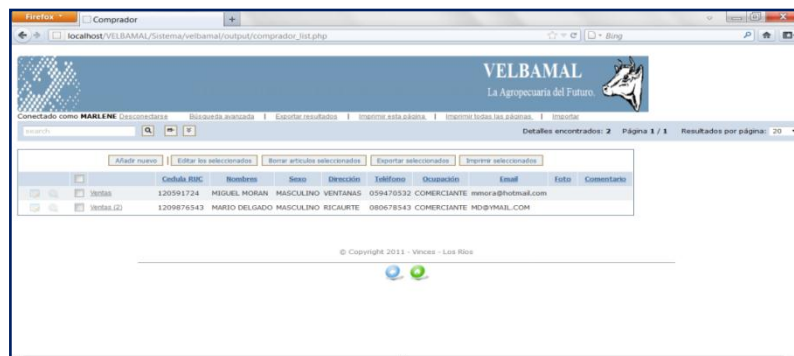 Firefox
Comprador
+
localhost/VELBAMAL/Sistema/velbamal/output/comprador_list.php
Bing
VELBAMAL
La Agropecuaria del Futuro.
Conectado como MARLENE Desconectarse Búsqueda avanzada | Exportar resultados | Imprime esta página | Imprimir todas las páginas | Importar
search Detalles encontrados: 2 Página 1 / 1 Resultados por página: 20
Añadir nuevo | Editar los seleccionados Borrar articulos seleccionados Exportar seleccionados Imprimir seleccionados
Cedula RUC Nombres Sexo Dirección Teléfono Ocupación Email Foto Comentario
Ventas 120591724 MIGUEL MORAN MASCULINO VENTANAS 059470532 COMERCIANTE mmora@hotmail.com
Ventas (2) 1209876543 MARIO DELGADO MASCULINO RICAURTE 080678543 COMERCIANTE MD@YMAIL.COM
© Copyright 2011 - Vinces - Los Ríos